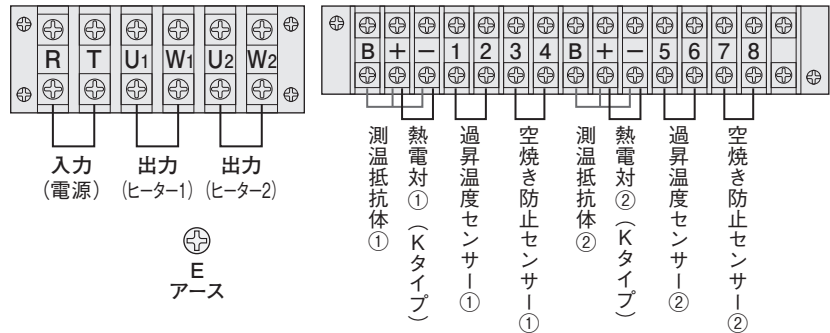 R T U1 W1 U2 W2
入力
(電源)
出力
(ヒーター1)
出力
(ヒーター2)
E
アース
B + − 1 2 3 4 B + − 5 6 7 8
測温抵抗体①
熱電対①(Kタイプ)
過昇温度センサー①
空焼き防止センサー①
測温抵抗体②
熱電対②(Kタイプ)
過昇温度センサー②
空焼き防止センサー②